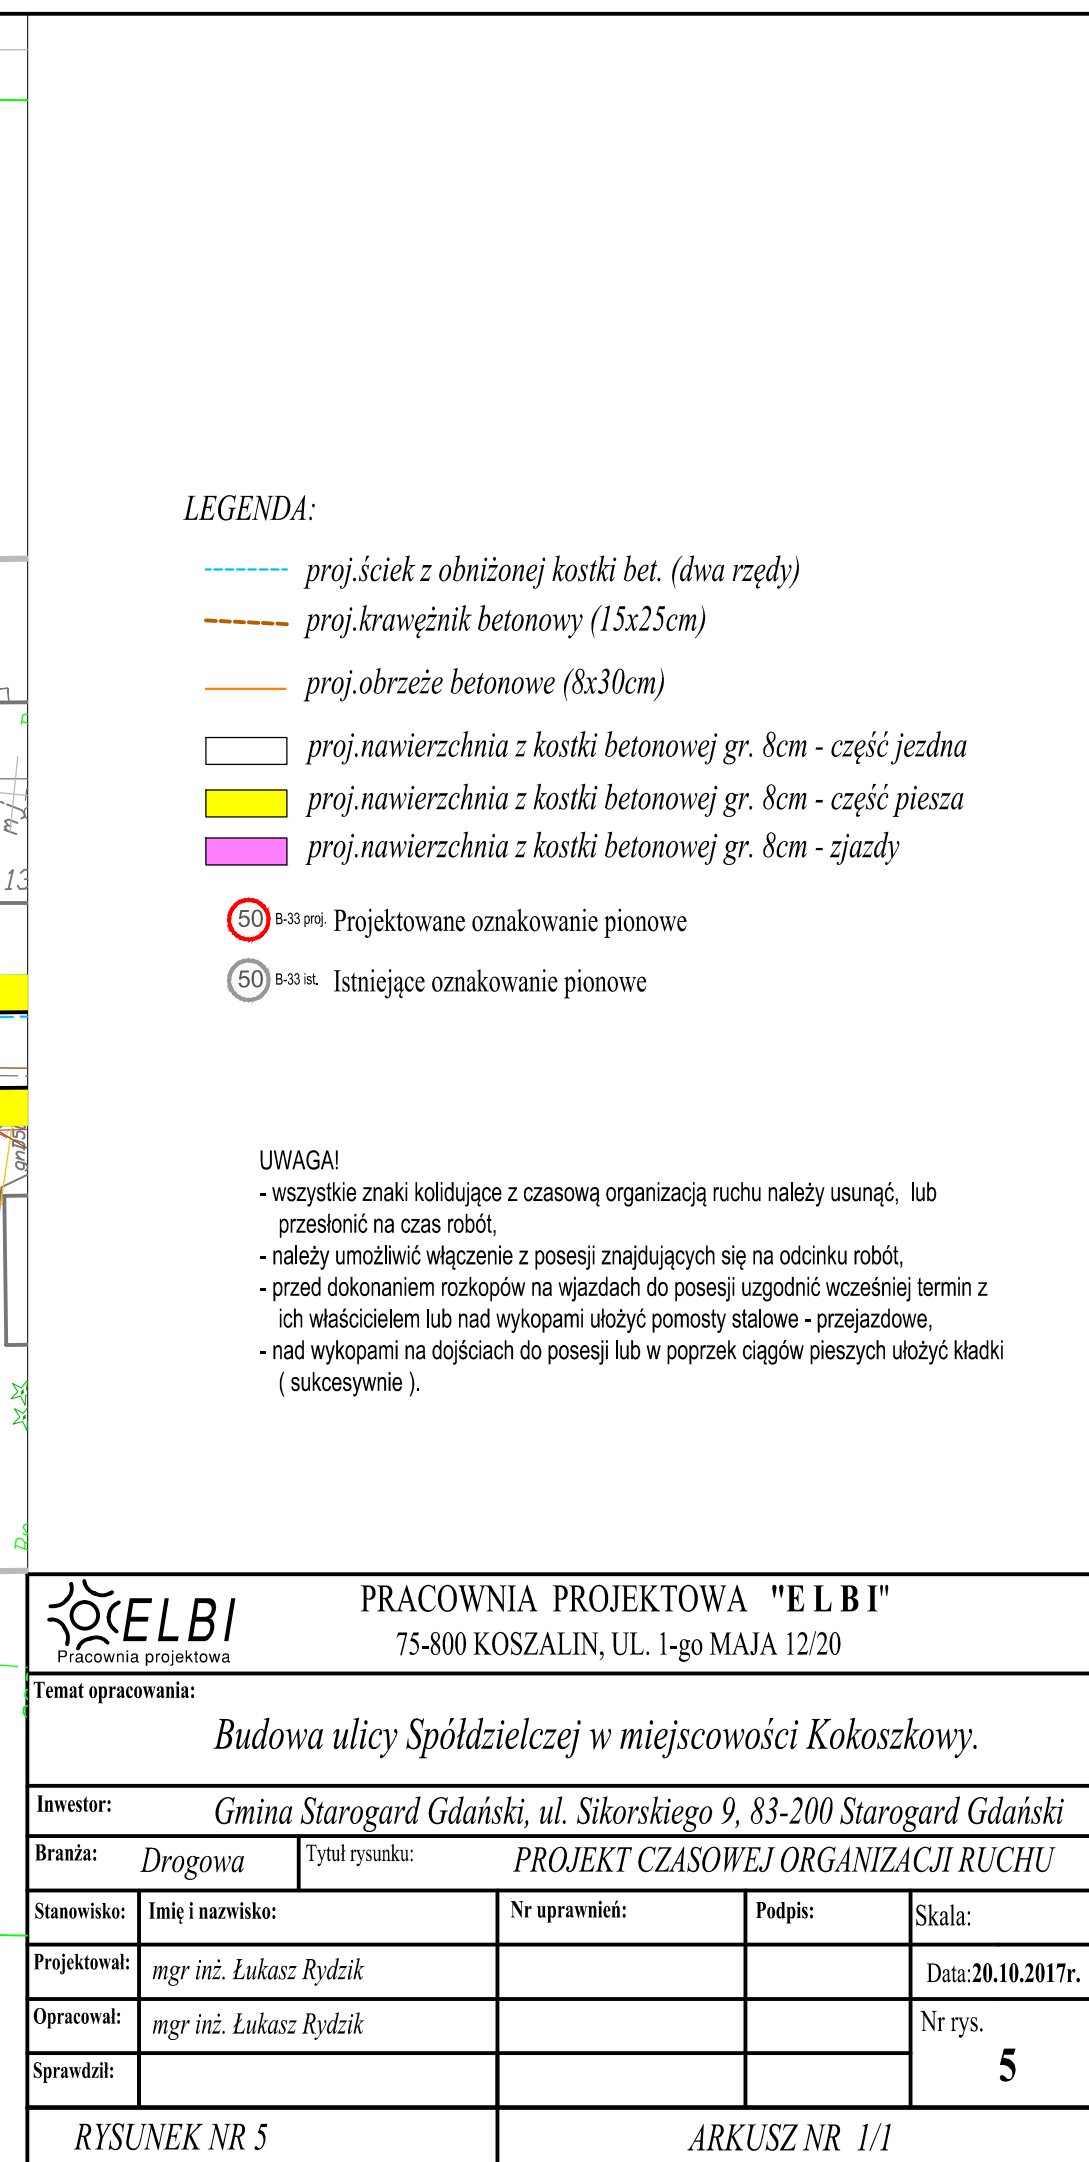 LEGENDA:
proj.ściek z obniżonej kostki bet. (dwa rzędy)
proj.krawężnik betonowy (15x25cm)
proj.obrzeże betonowe (8x30cm)
proj.nawierzchnia z kostki betonowej gr. 8cm - część jezdna
proj.nawierzchnia z kostki betonowej gr. 8cm - część piesza
proj.nawierzchnia z kostki betonowej gr. 8cm - zjazdy
13
50 B-33 proj. Projektowane oznakowanie pionowe
50 B-33 ist. Istniejące oznakowanie pionowe
UWAGA!
- wszystkie znaki kolidujące z czasową organizacją ruchu należy usunąć, lub
przesłonić na czas robót,
- należy umożliwić włączenie z posesji znajdujących się na odcinku robót,
- przed dokonaniem rozkopów na wjazdach do posesji uzgodnić wcześniej termin z
ich właścicielem lub nad wykopami ułożyć pomosty stalowe - przejazdowe,
- nad wykopami na dojściach do posesji lub w poprzek ciągów pieszych ułożyć kładki
( sukcesywnie ).
ELBI
Pracownia projektowa
PRACOWNIA PROJEKTOWA "E L B I"
75-800 KOSZALIN, UL. 1-go MAJA 12/20
Temat opracowania:
Budowa ulicy Spółdzielczej w miejscowości Kokoszkowy.
Inwestor: Gmina Starogard Gdański, ul. Sikorskiego 9, 83-200 Starogard Gdański
Branża: Drogowa Tytuł rysunku: PROJEKT CZASOWEJ ORGANIZACJI RUCHU
Stanowisko: Imię i nazwisko: Nr uprawnień: Podpis: Skala:
Projektował: mgr inż. Łukasz Rydzik Data:20.10.2017r.
Opracował: mgr inż. Łukasz Rydzik Nr rys.
Sprawdził: 5
RYSUNEK NR 5 ARKUSZ NR 1/1